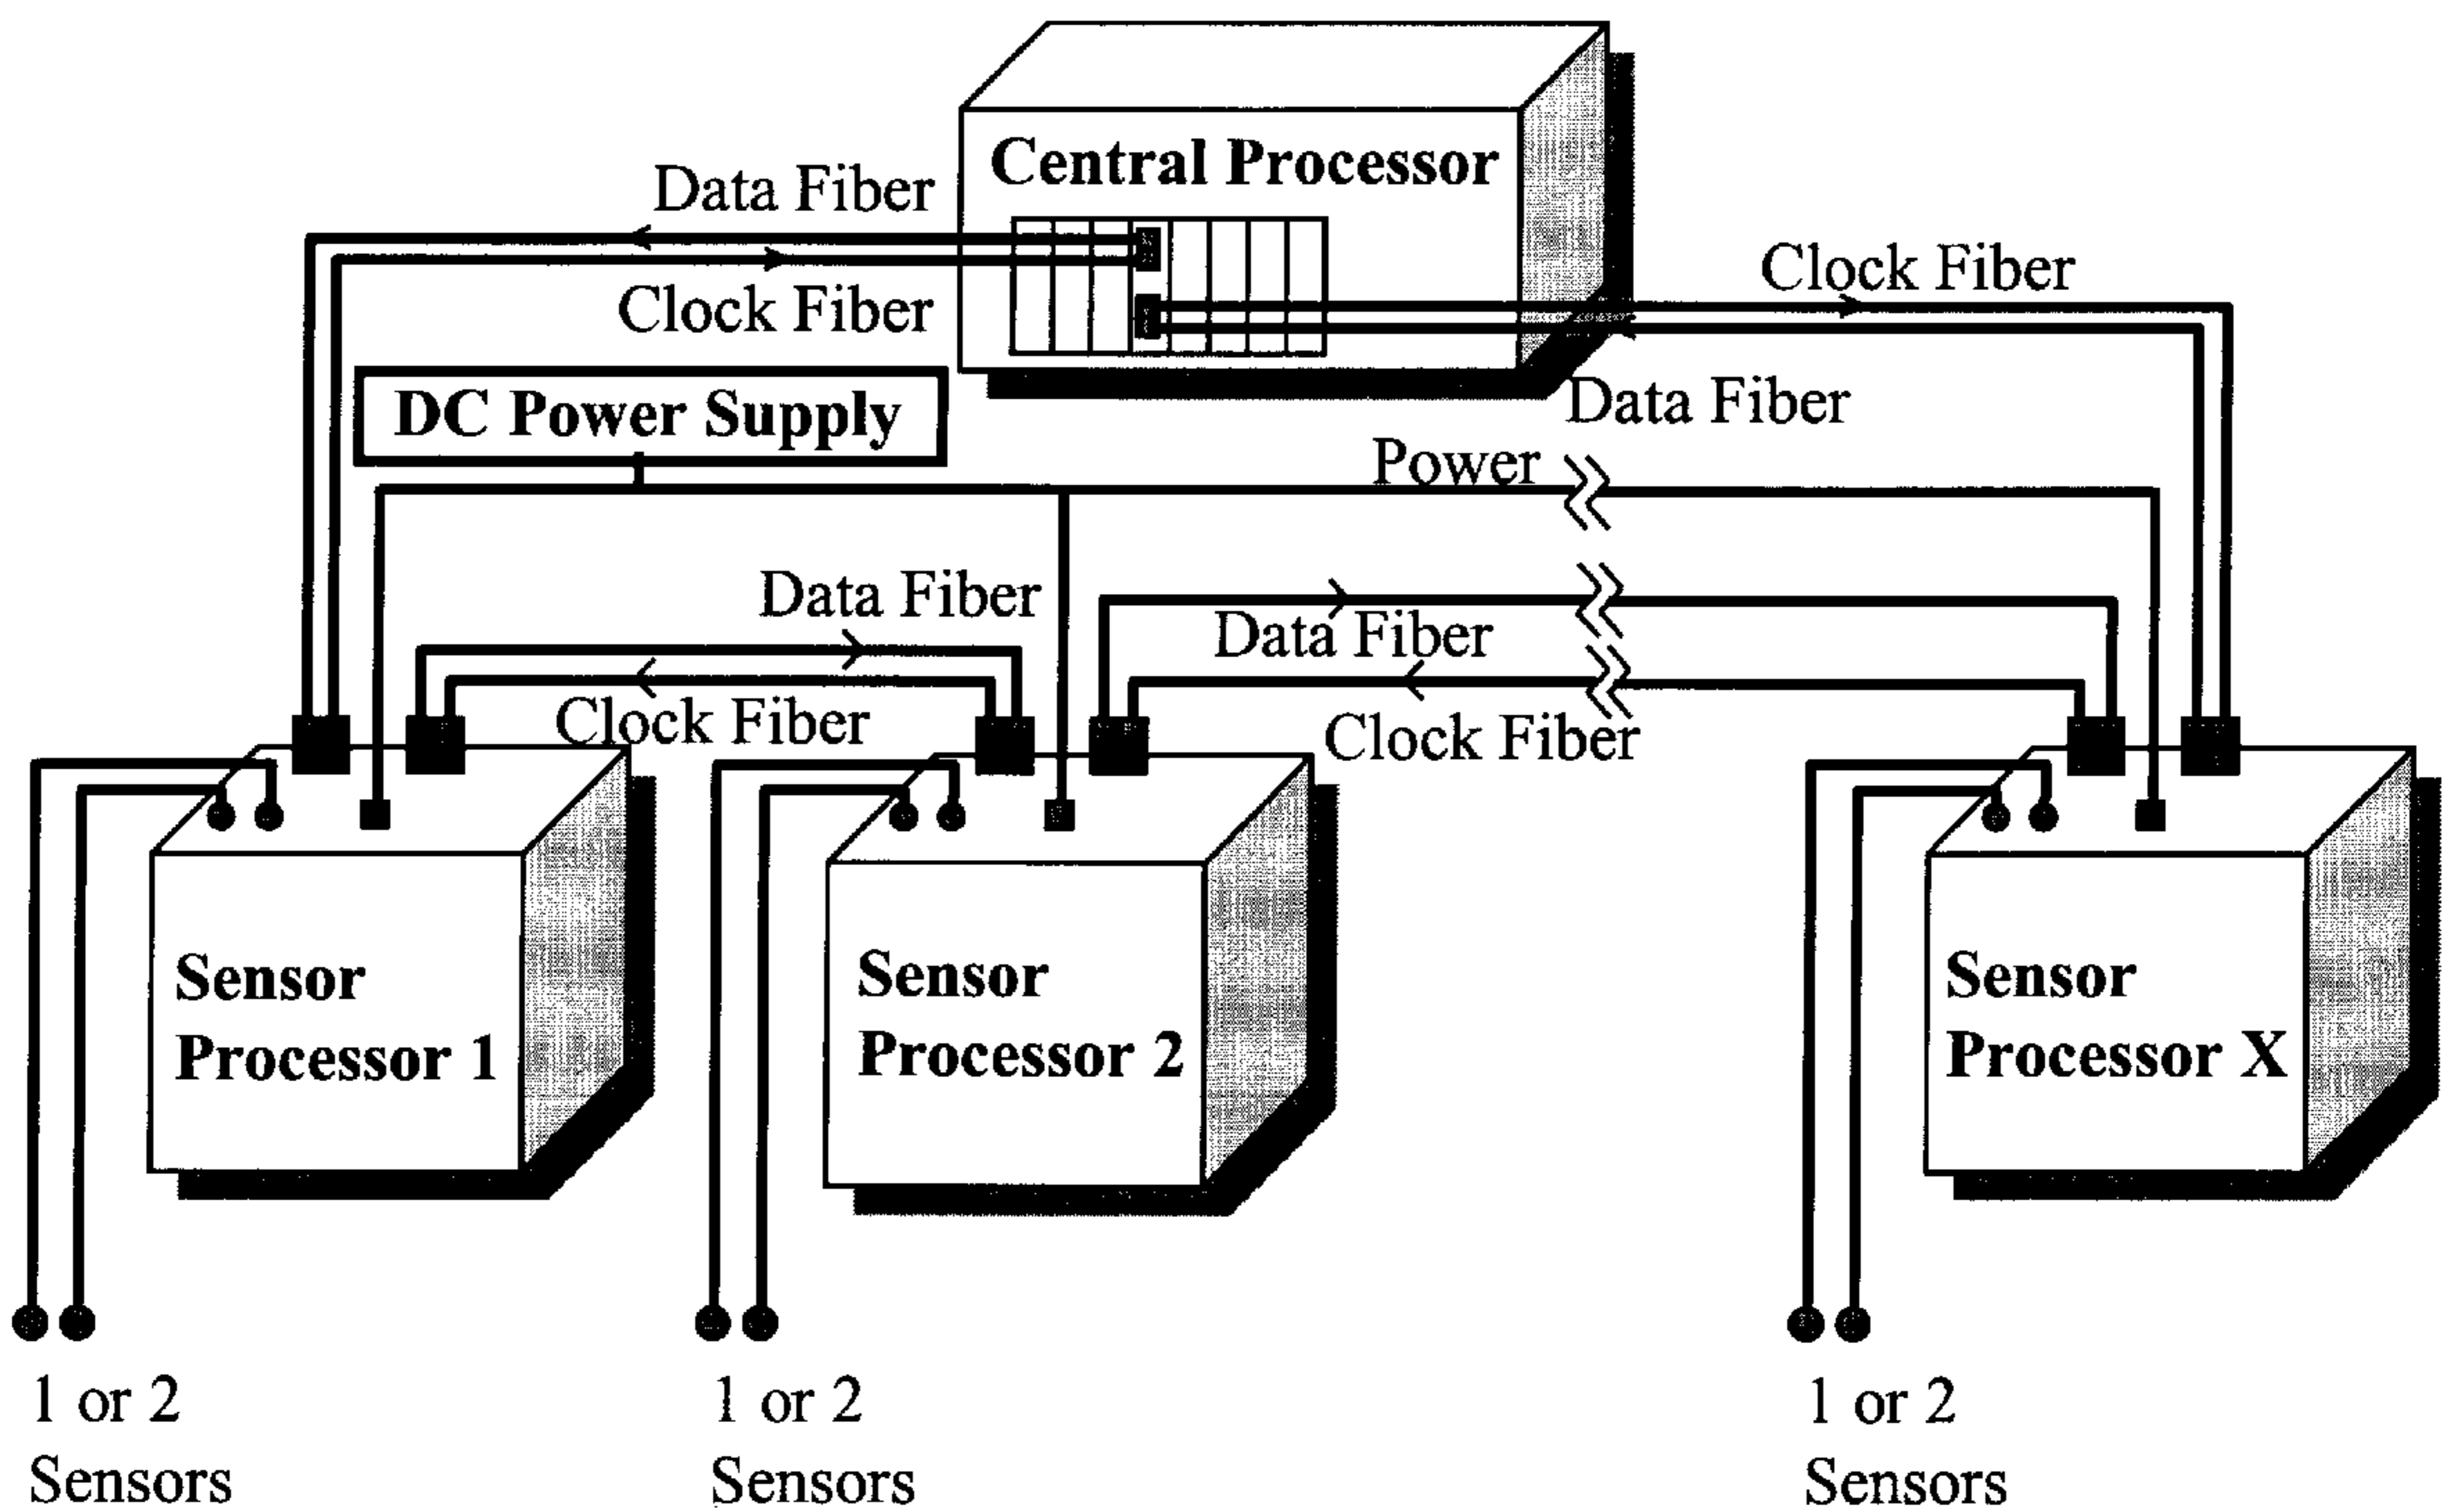 Central Processor
Data Fiber
Clock Fiber
Clock Fiber
Data Fiber
DC Power Supply
Power
Data Fiber
Data Fiber
Clock Fiber
Clock Fiber
Sensor
Processor 1
Sensor
Processor 2
Sensor
Processor X
1 or 2
Sensors
1 or 2
Sensors
1 or 2
Sensors